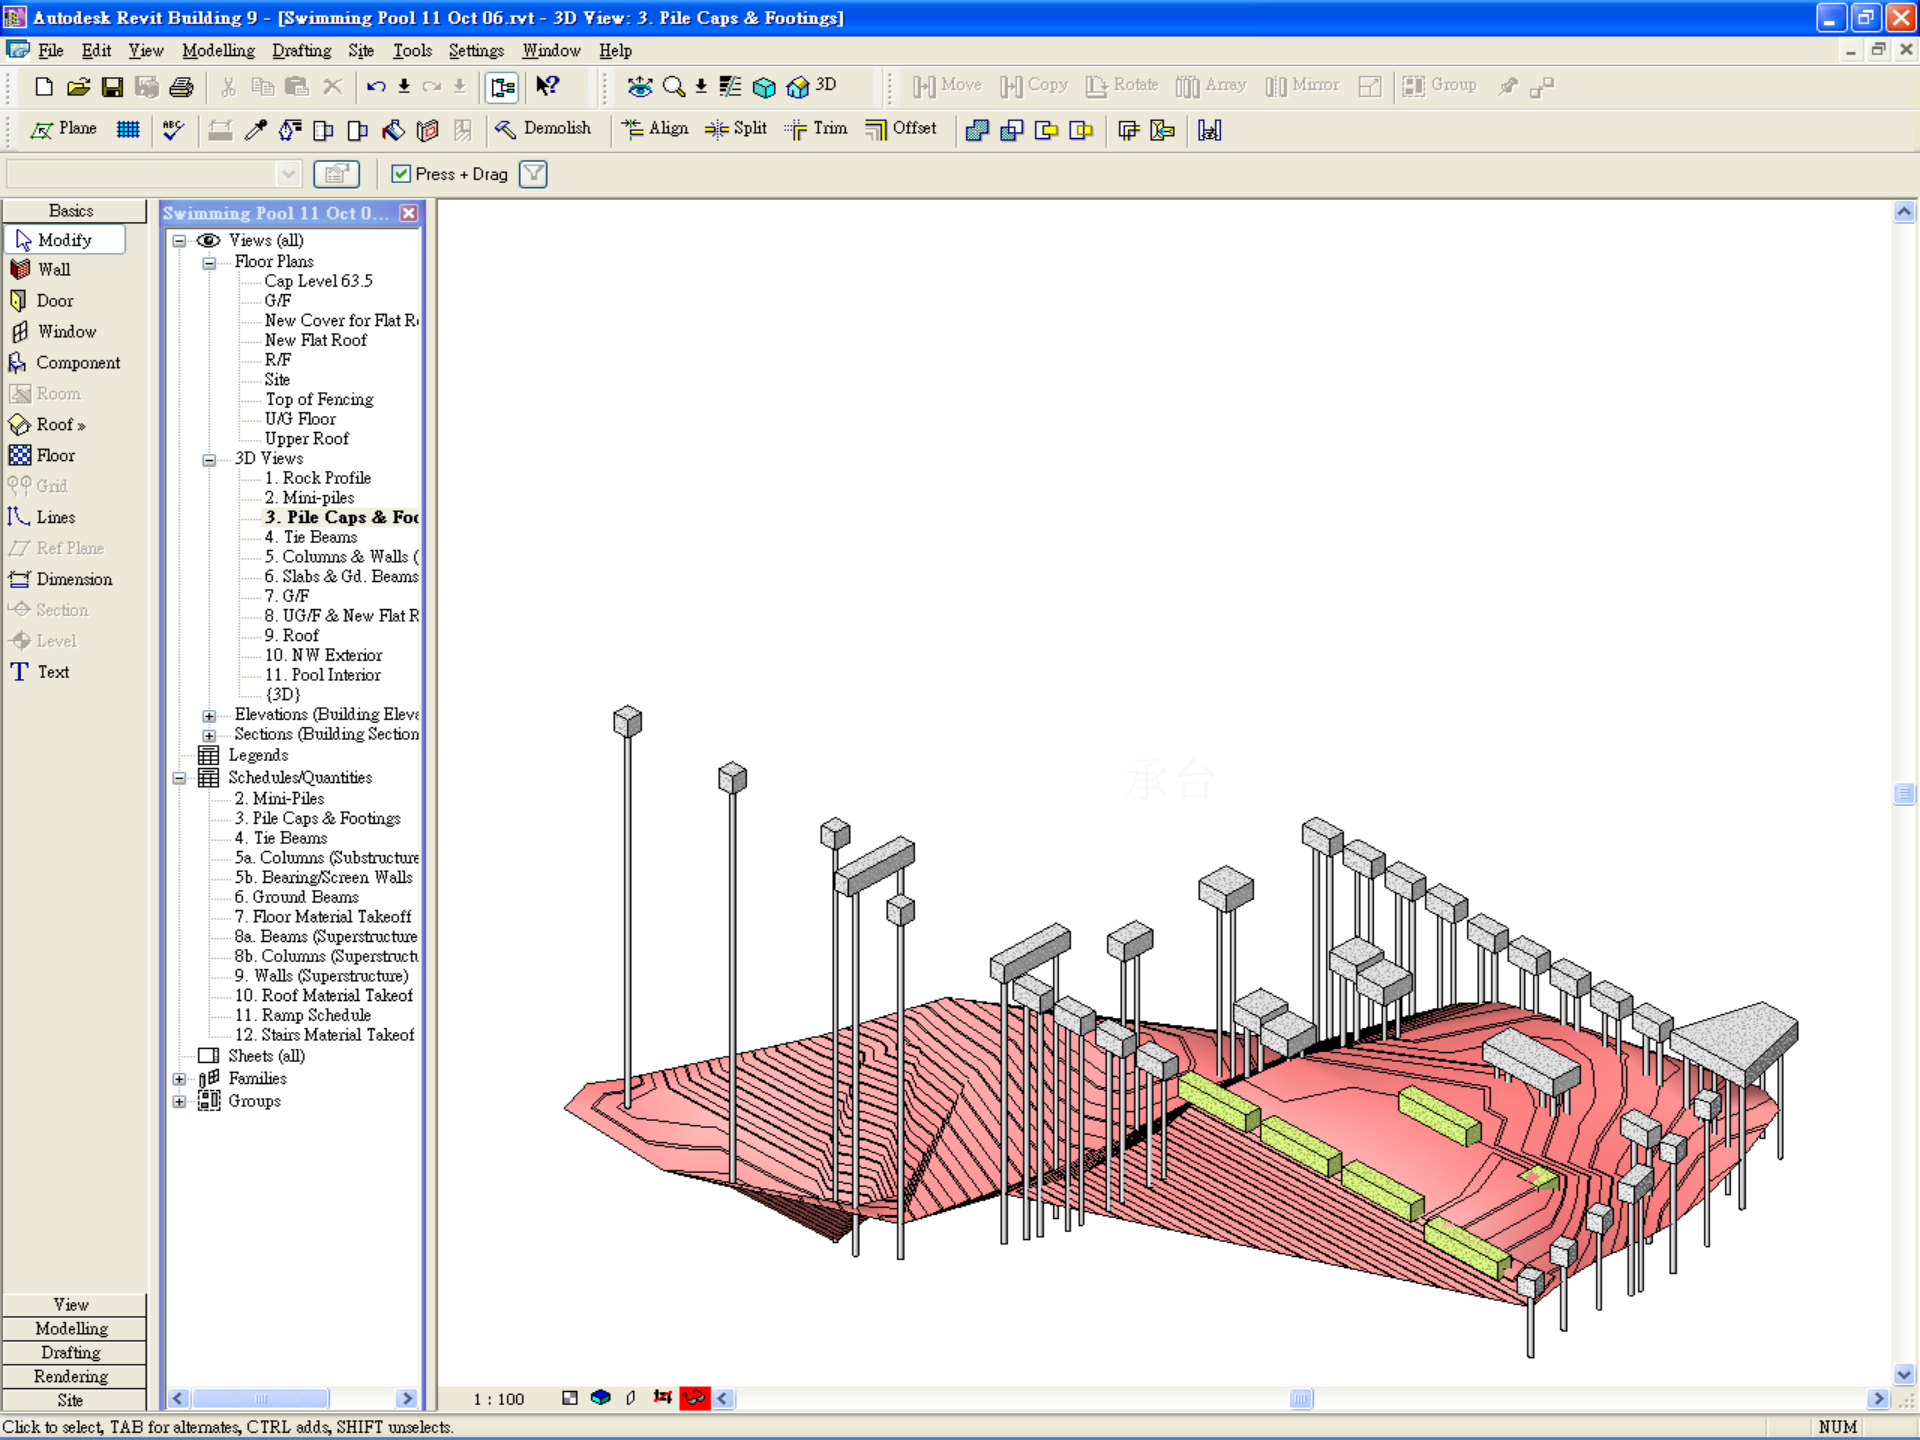 Autodesk Revit Building 9 - [Swimming Pool 11 Oct 06.rvt - 3D View: 3. Pile Caps & Footings]
File Edit View Modelling Drafting Site Tools Settings Window Help
3D Move Copy Rotate Array Mirror Group
Plane ABC Demolish Align Split Trim Offset
Press + Drag
Basics
Modify
Wall
Door
Window
Component
Room
Roof »
Floor
Grid
Lines
Ref Plane
Dimension
Section
Level
Text
View
Modelling
Drafting
Rendering
Site
Swimming Pool 11 Oct 0...
Views (all)
Floor Plans
Cap Level 63.5
G/F
New Cover for Flat R
New Flat Roof
R/F
Site
Top of Fencing
U/G Floor
Upper Roof
3D Views
1. Rock Profile
2. Mini-piles
3. Pile Caps & Foo
4. Tie Beams
5. Columns & Walls (
6. Slabs & Gd. Beams
7. G/F
8. UG/F & New Flat R
9. Roof
10. NW Exterior
11. Pool Interior
{3D}
Elevations (Building Eleva
Sections (Building Section
Legends
Schedules/Quantities
2. Mini-Piles
3. Pile Caps & Footings
4. Tie Beams
5a. Columns (Substructure
5b. Bearing/Screen Walls
6. Ground Beams
7. Floor Material Takeoff
8a. Beams (Superstructure
8b. Columns (Superstructu
9. Walls (Superstructure)
10. Roof Material Takeof
11. Ramp Schedule
12. Stairs Material Takeof
Sheets (all)
Families
Groups
承台
1 : 100
Click to select, TAB for alternates, CTRL adds, SHIFT unselects.
NUM